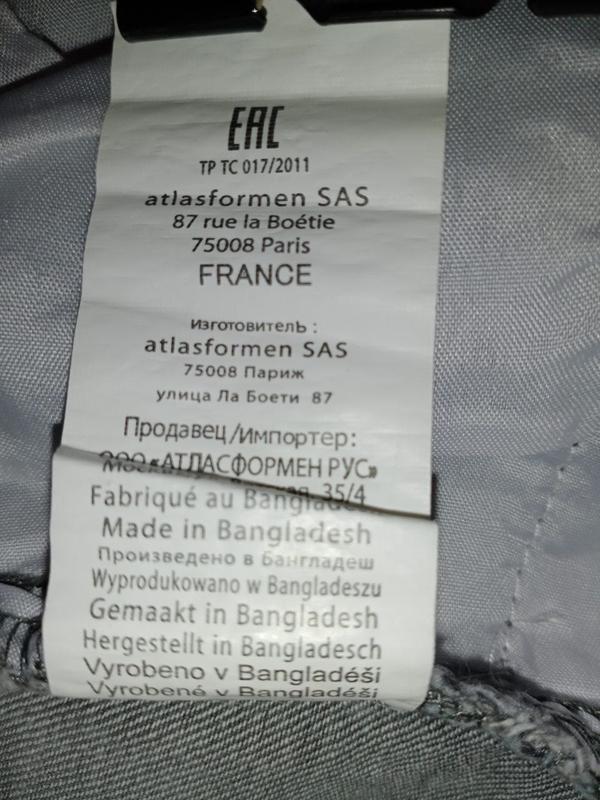 EAC
ТР ТС 017/2011
atlasformen SAS
87 rue la Boétie
75008 Paris
FRANCE
Изготовитель :
atlasformen SAS
75008 Париж
улица Ла Боети 87
Продавец/Импортер:
«АТЛАСФОРМЕН РУС»
35/4
Fabriqué au
Made in Bangladesh
Произведено в Бангладеш
Wyprodukowano w Bangladeszu
Gemaakt in Bangladesh
Hergestellt in Bangladesch
Vyrobeno v Bangladéši
Vyrobené v Bangladéši